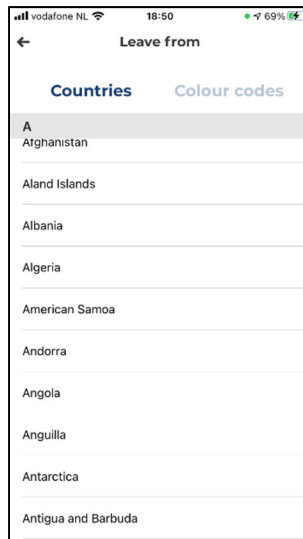 vodafone NL 18:50 69%
Leave from
Countries Colour codes
A
Afghanistan
Aland Islands
Albania
Algeria
American Samoa
Andorra
Angola
Anguilla
Antarctica
Antigua and Barbuda